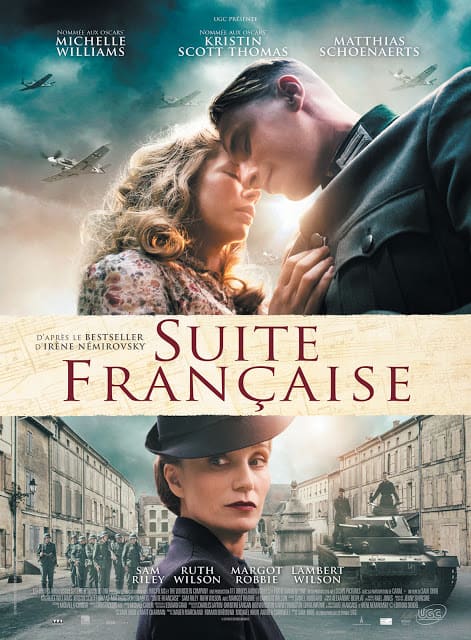 UGC PRÉSENTE
NOMMÉE AUX OSCARS
MICHELLE
WILLIAMS
NOMMÉE AUX OSCARS
KRISTIN
SCOTT THOMAS
MATTHIAS
SCHOENAERTS
D'APRÈS LE BESTSELLER
D'IRÈNE NÉMIROVSKY
SUITE
FRANÇAISE
SAM
RILEY
RUTH
WILSON
MARGOT
ROBBIE
LAMBERT
WILSON
UGC